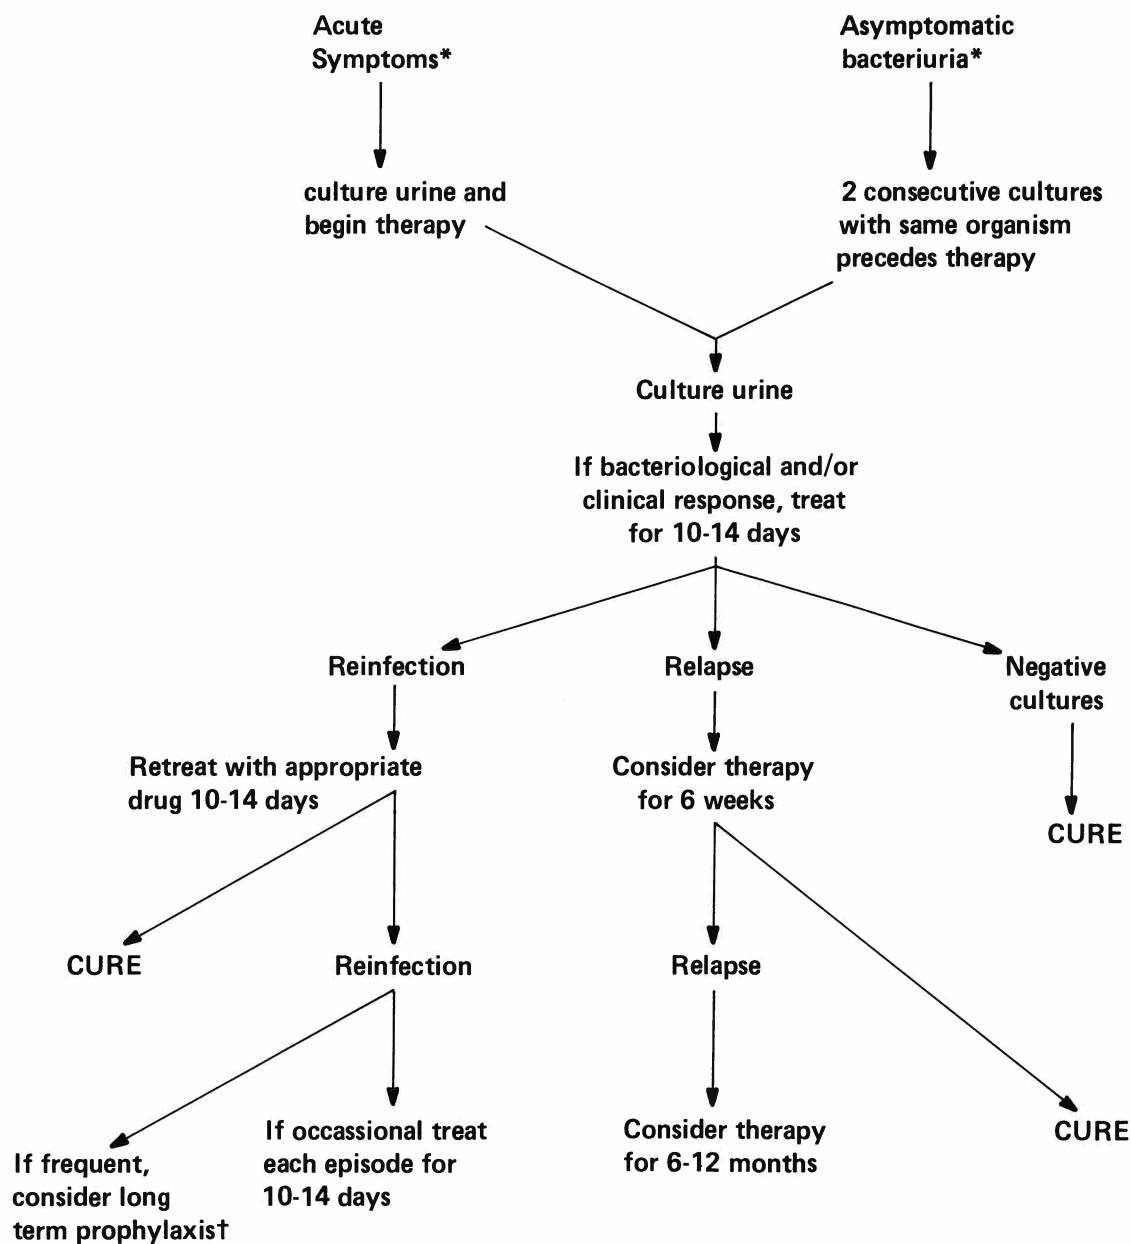 Acute
Symptoms*
Asymptomatic
bacteriuria*
culture urine and
begin therapy
2 consecutive cultures
with same organism
precedes therapy
Culture urine
If bacteriological and/or
clinical response, treat
for 10-14 days
Reinfection
Relapse
Negative
cultures
Retreat with appropriate
drug 10-14 days
Consider therapy
for 6 weeks
CURE
CURE
Reinfection
Relapse
If frequent,
consider long
term prophylaxis†
If occassional treat
each episode for
10-14 days
Consider therapy
for 6-12 months
CURE